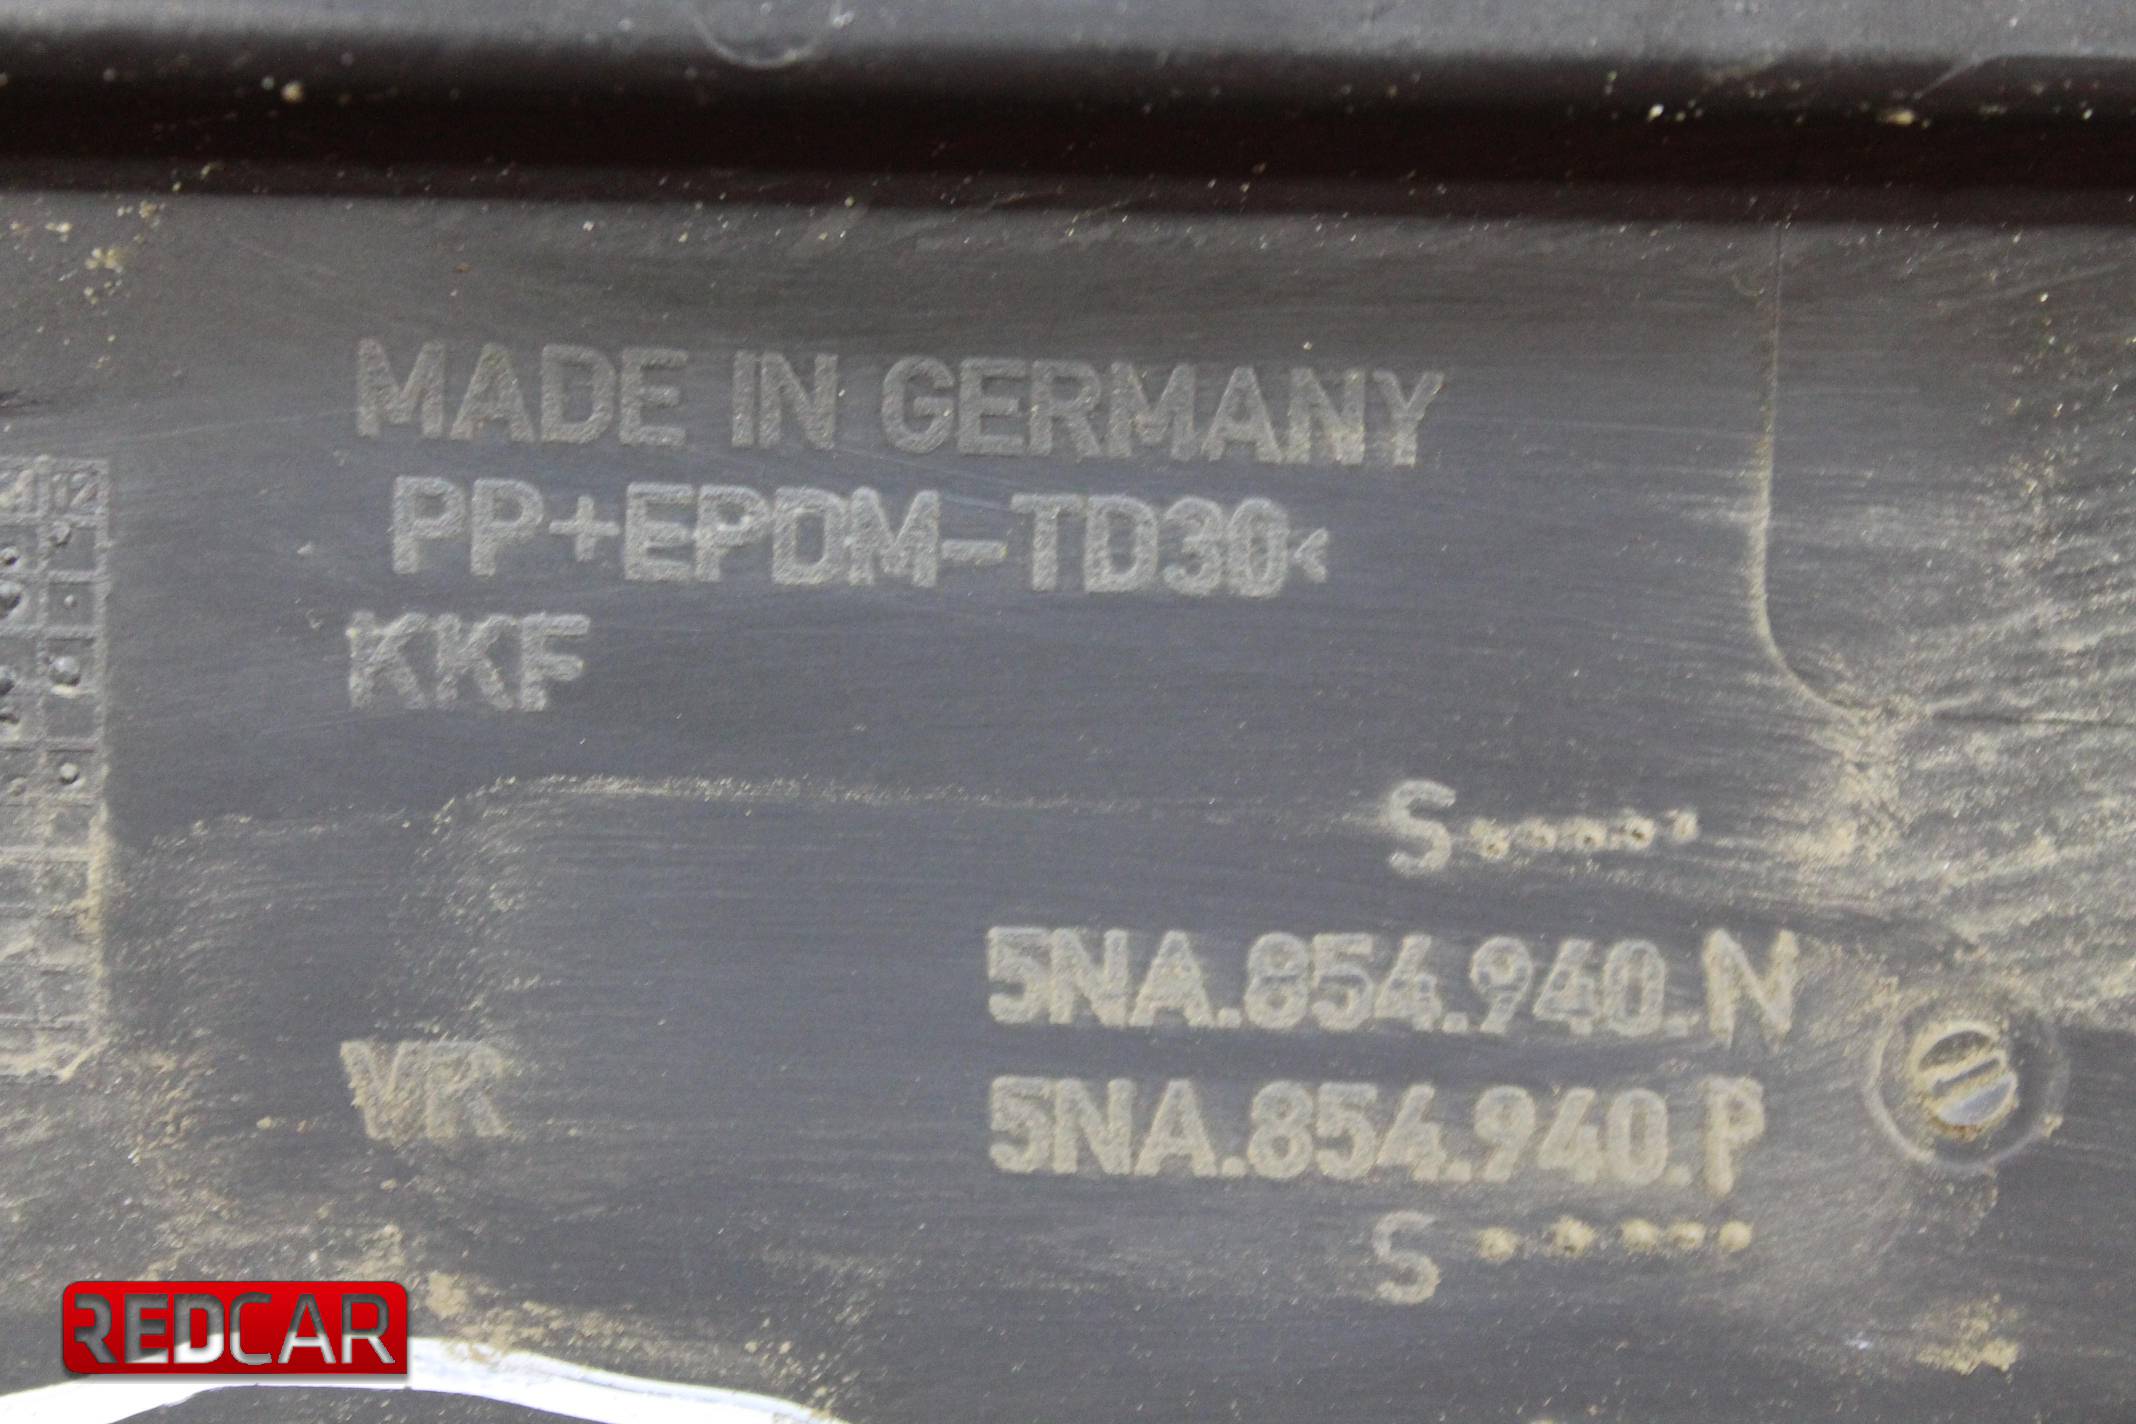 MADE IN GERMANY
PP+EPDM-TD30<
KKF
S
5NA.854.940.N
VR
5NA.854.940.P
S
REDCAR